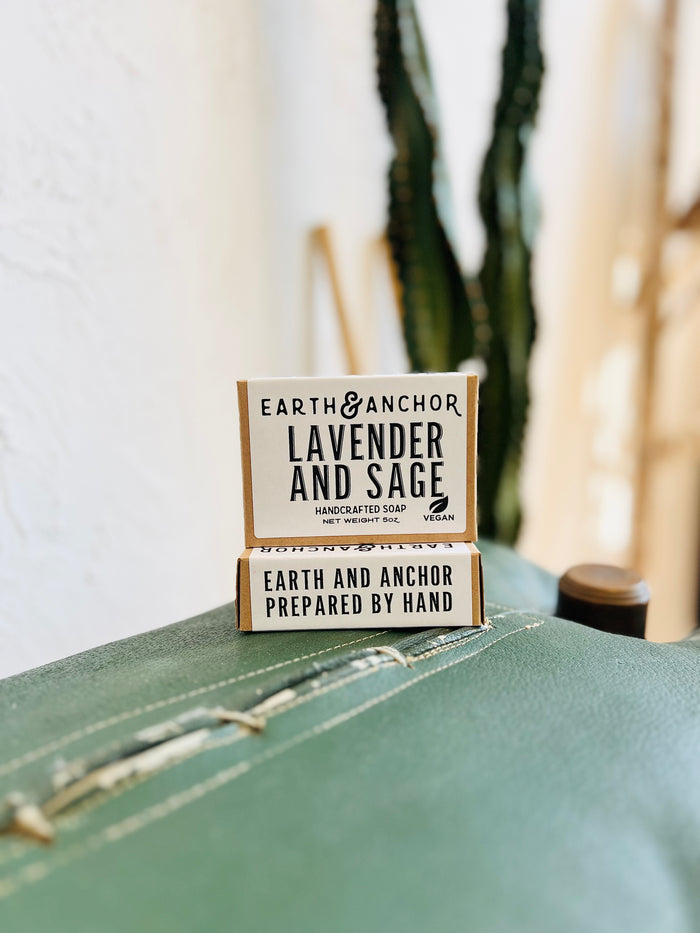 EARTH & ANCHOR
LAVENDER
AND SAGE
HANDCRAFTED SOAP
NET WEIGHT 5oz
VEGAN
EARTH & ANCHOR
EARTH AND ANCHOR
PREPARED BY HAND